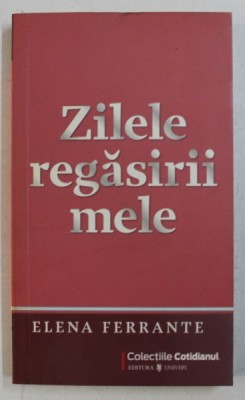 Zilele
regăsirii
mele
ELENA FERRANTE
Colecțiile Cotidianul
EDITURA UNIVERS